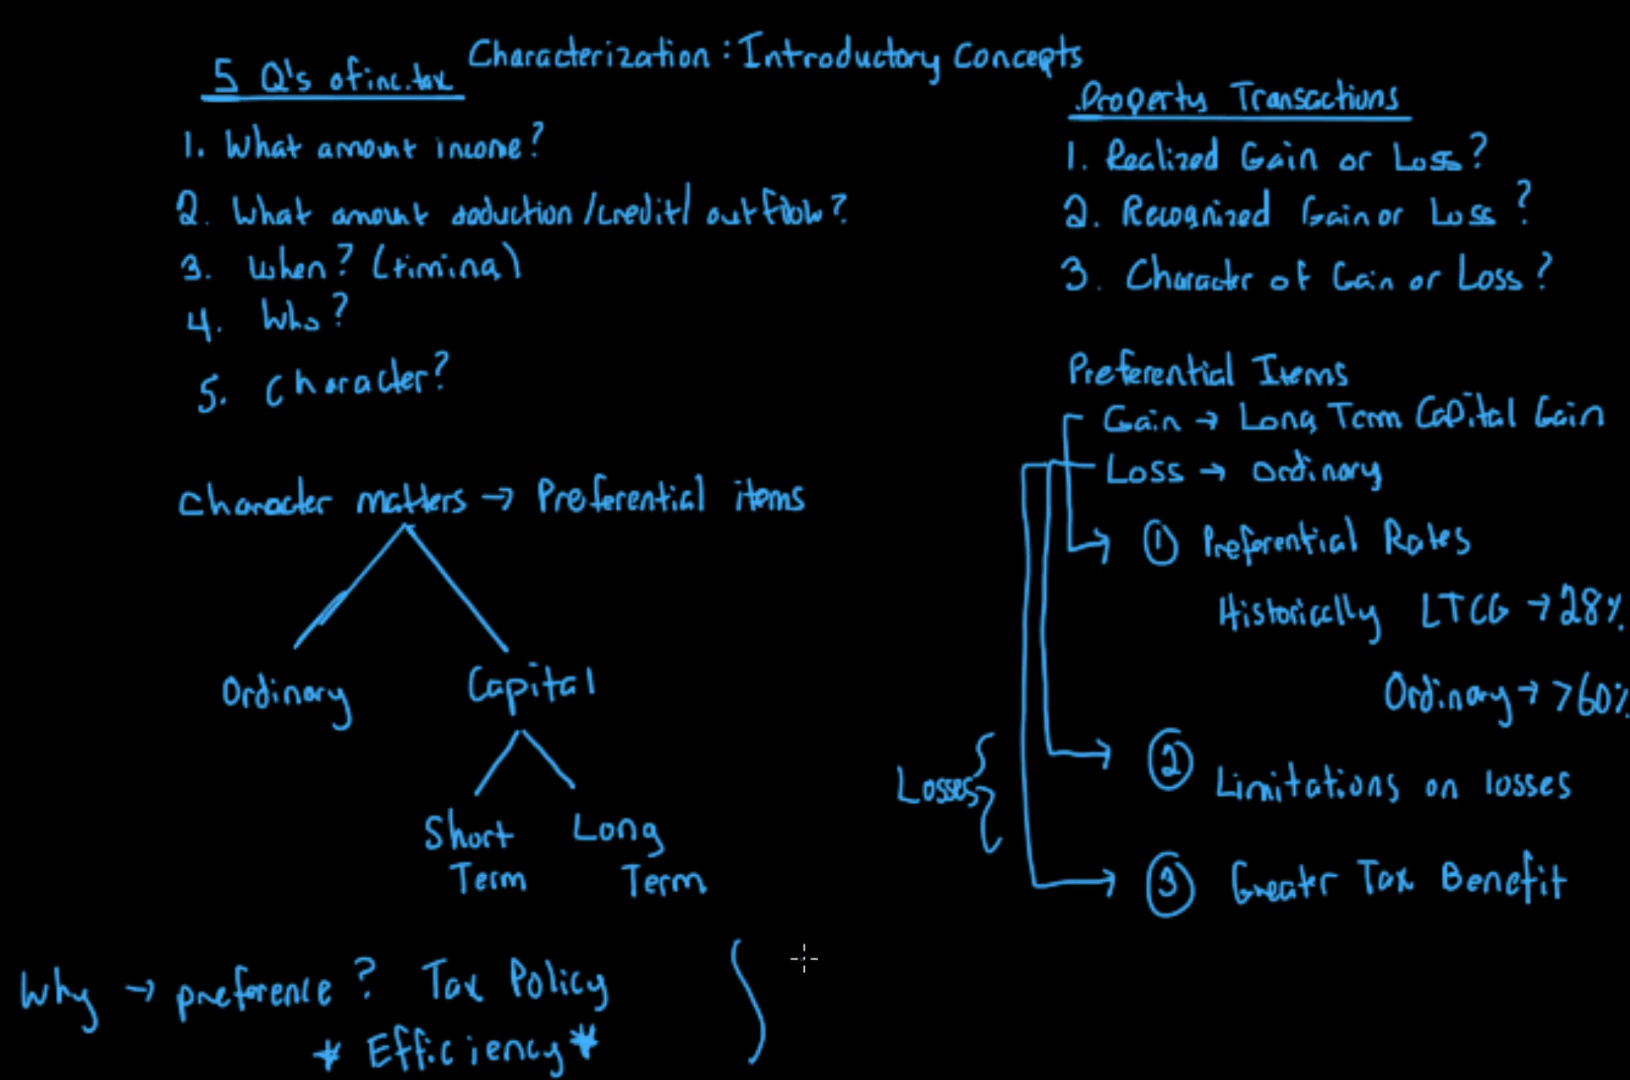 Characterization: Introductory Concepts
5 Q's of inc. tax
1. What amount income?
2. What amount deduction/credit/outflow?
3. When? (timing)
4. Who?
5. Character?
Character matters → Preferential items
Ordinary
Capital
Short Term
Long Term
Why → preference? Tax Policy
* Efficiency *
Property Transactions
1. Realized Gain or Loss?
2. Recognized Gain or Loss?
3. Character of Gain or Loss?
Preferential Items
Gain → Long Term Capital Gain
Loss → Ordinary
① Preferential Rates
Historically LTCG → 28%
Ordinary → >60%
Losses
② Limitations on losses
③ Greater Tax Benefit